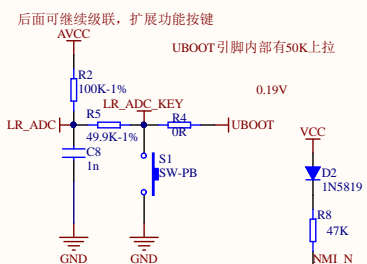 后面可继续级联，扩展功能按键
AVCC
UBOOT引脚内部有50K上拉
R2
100K-1%
0.19V
LR_ADC_KEY
R5
R4
LR_ADC
UBOOT
49.9K-1%
0R
VCC
C8
1n
S1
SW-PB
D2
1N5819
R8
47K
GND
GND
NMI_N